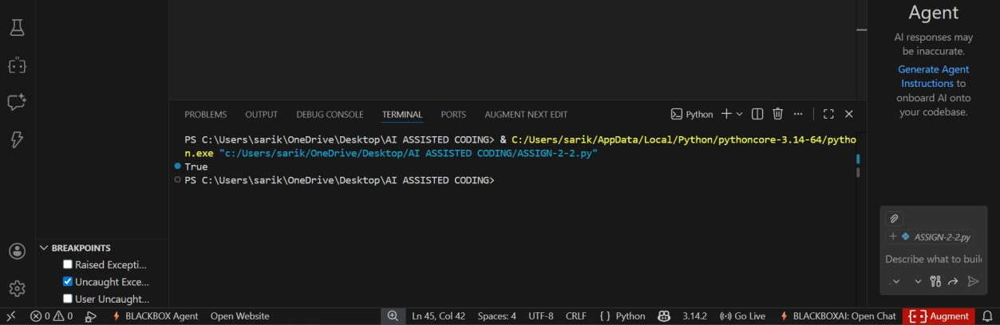 Agent
AI responses may
be inaccurate.
Generate Agent
Instructions to
onboard AI onto
your codebase.
PROBLEMS OUTPUT DEBUG CONSOLE TERMINAL PORTS AUGMENT NEXT EDIT Python
PS C:\Users\sarik\OneDrive\Desktop\AI ASSISTED CODING> & C:/Users/sarik/AppData/Local/Python/pythoncore-3.14-64/pytho
n.exe "c:/Users/sarik/OneDrive/Desktop/AI ASSISTED CODING/ASSIGN-2-2.py"
True
PS C:\Users\sarik\OneDrive\Desktop\AI ASSISTED CODING>
BREAKPOINTS
Raised Excepti...
Uncaught Exce...
User Uncaught...
ASSIGN-2-2.py
Describe what to build
0 0 BLACKBOX Agent Open Website Ln 45, Col 42 Spaces: 4 UTF-8 CRLF { } Python 3.14.2 Go Live BLACKBOXAI: Open Chat Augment